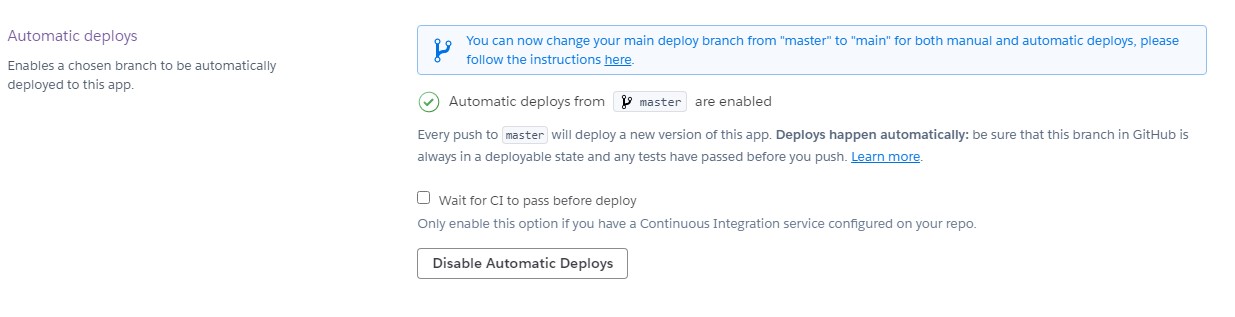 Automatic deploys
Enables a chosen branch to be automatically
deployed to this app.
You can now change your main deploy branch from "master" to "main" for both manual and automatic deploys, please
follow the instructions here.
Automatic deploys from master are enabled
Every push to master will deploy a new version of this app. Deploys happen automatically: be sure that this branch in GitHub is
always in a deployable state and any tests have passed before you push. Learn more.
Wait for CI to pass before deploy
Only enable this option if you have a Continuous Integration service configured on your repo.
Disable Automatic Deploys